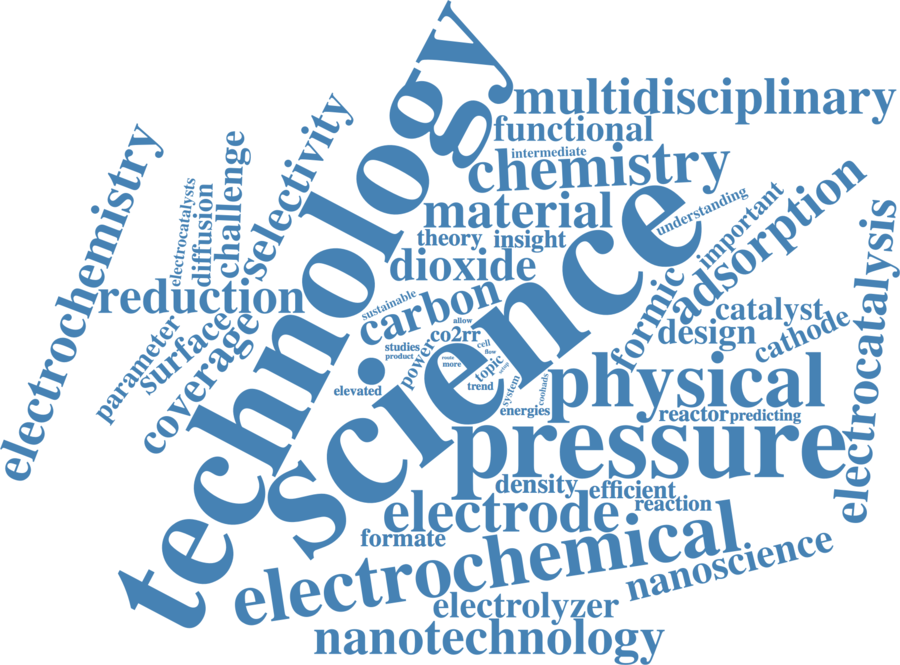 technology
multidisciplinary
functional
intermediate
chemistry
electrochemistry
challenge
selectivity
electrocatalysts
diffusion
material
understanding
important
adsorption
theory
insight
dioxide
electrocatalysis
science
reduction
carbon
sustainable
allow
co2rr
formic
catalyst
design
cathode
parameter
surface
coverage
studies
product
power
cell
flow
more
topic
trend
elevated
system
coohads
energies
physical
reactor
predicting
pressure
density
efficient
reaction
electrode
formate
electrochemical
nanoscience
electrolyzer
nanotechnology